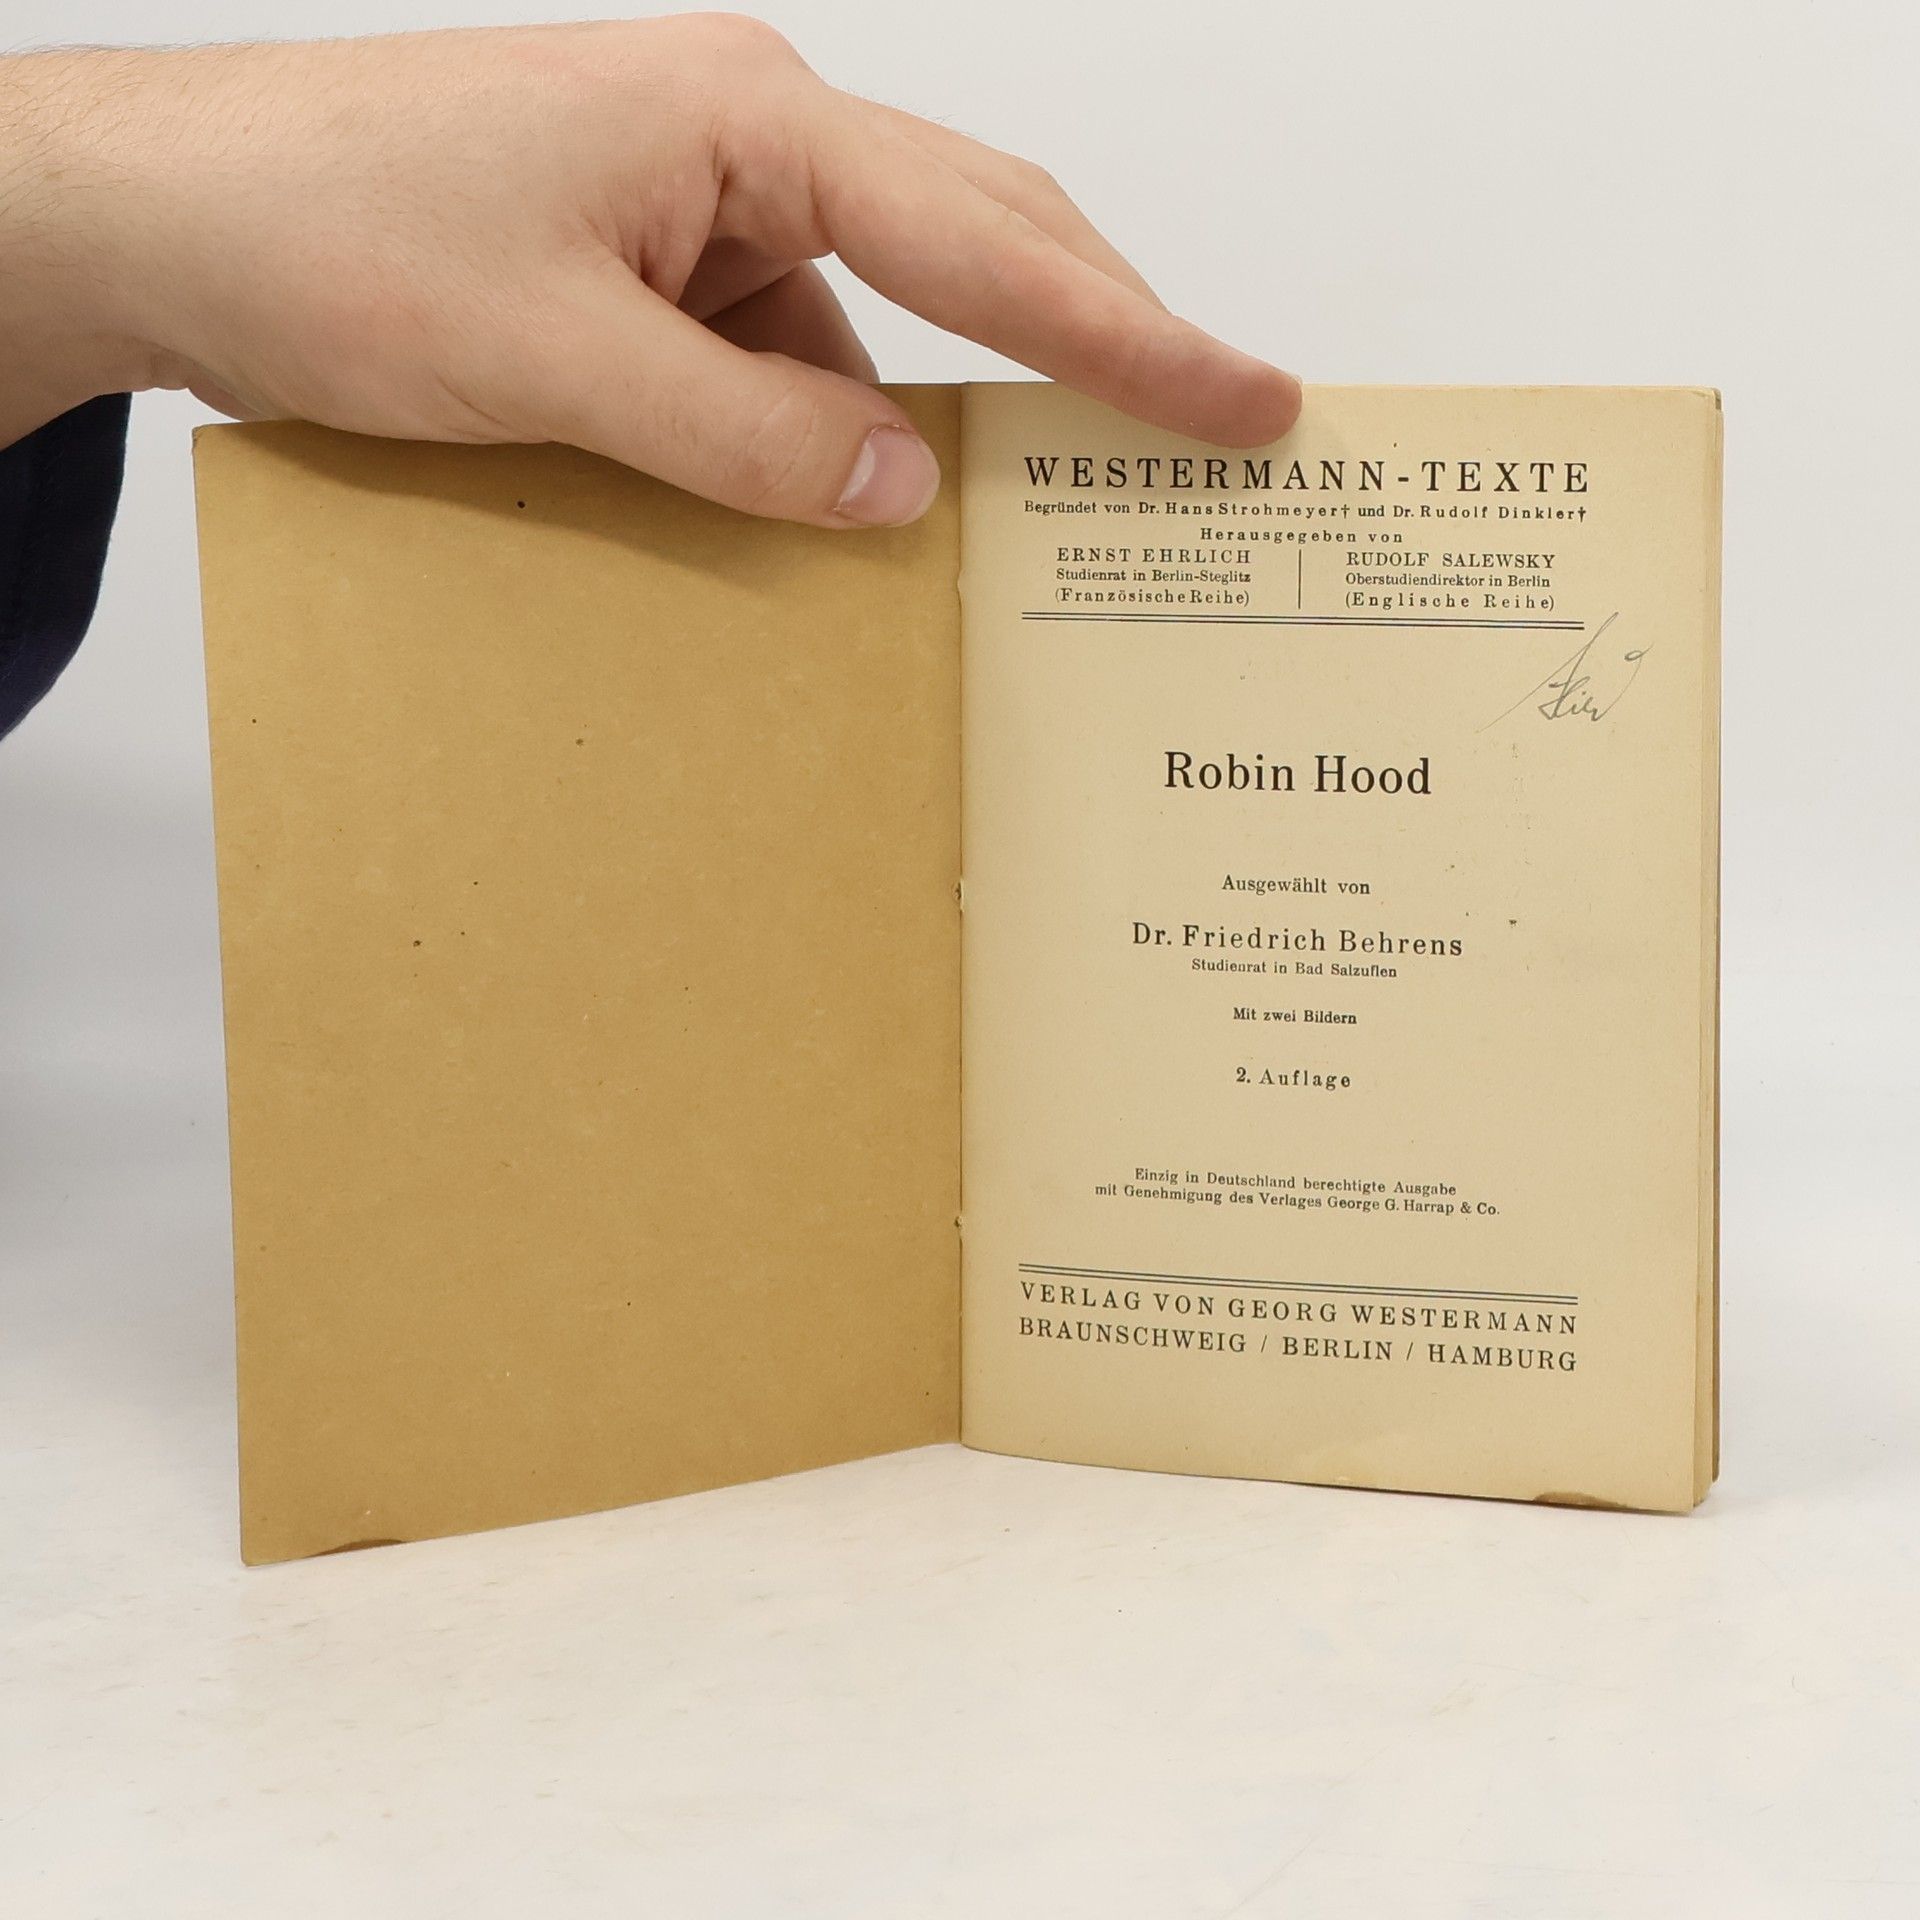 WESTERMANN-TEXTE
Begründet von Dr. Hans Strohmeyer† und Dr. Rudolf Dinkler†
Herausgegeben von
ERNST EHRLICH
Studienrat in Berlin-Steglitz
(Französische Reihe)
RUDOLF SALEWSKY
Oberstudiendirektor in Berlin
(Englische Reihe)
Robin Hood
Ausgewählt von
Dr. Friedrich Behrens
Studienrat in Bad Salzuflen
Mit zwei Bildern
2. Auflage
Einzig in Deutschland berechtigte Ausgabe
mit Genehmigung des Verlages George G. Harrap & Co.
VERLAG VON GEORG WESTERMANN
BRAUNSCHWEIG / BERLIN / HAMBURG